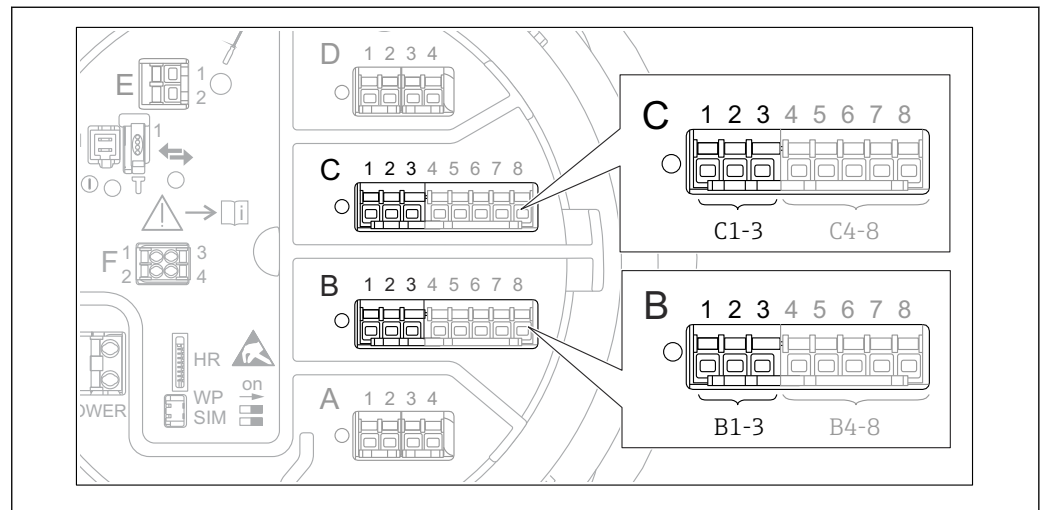 D 1 2 3 4
E 1
2
1
C 1 2 3 4 5 6 7 8
C 1 2 3 4 5 6 7 8
C1-3 C4-8
i
F 1 3
2 4
B 1 2 3 4 5 6 7 8
B 1 2 3 4 5 6 7 8
B1-3 B4-8
HR
WP on
SIM
OWER
A 1 2 3 4